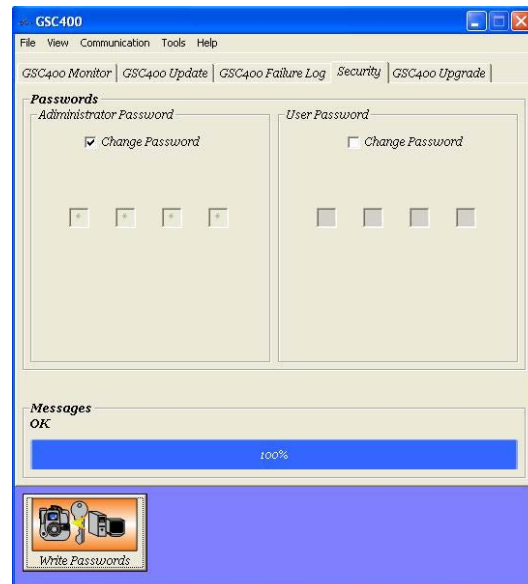 GSC400
File View Communication Tools Help
GSC400 Monitor GSC400 Update GSC400 Failure Log Security GSC400 Upgrade
Passwords
Adiministrator Password User Password
Change Password Change Password
* * * *
Messages
OK
100%
Write Passwords